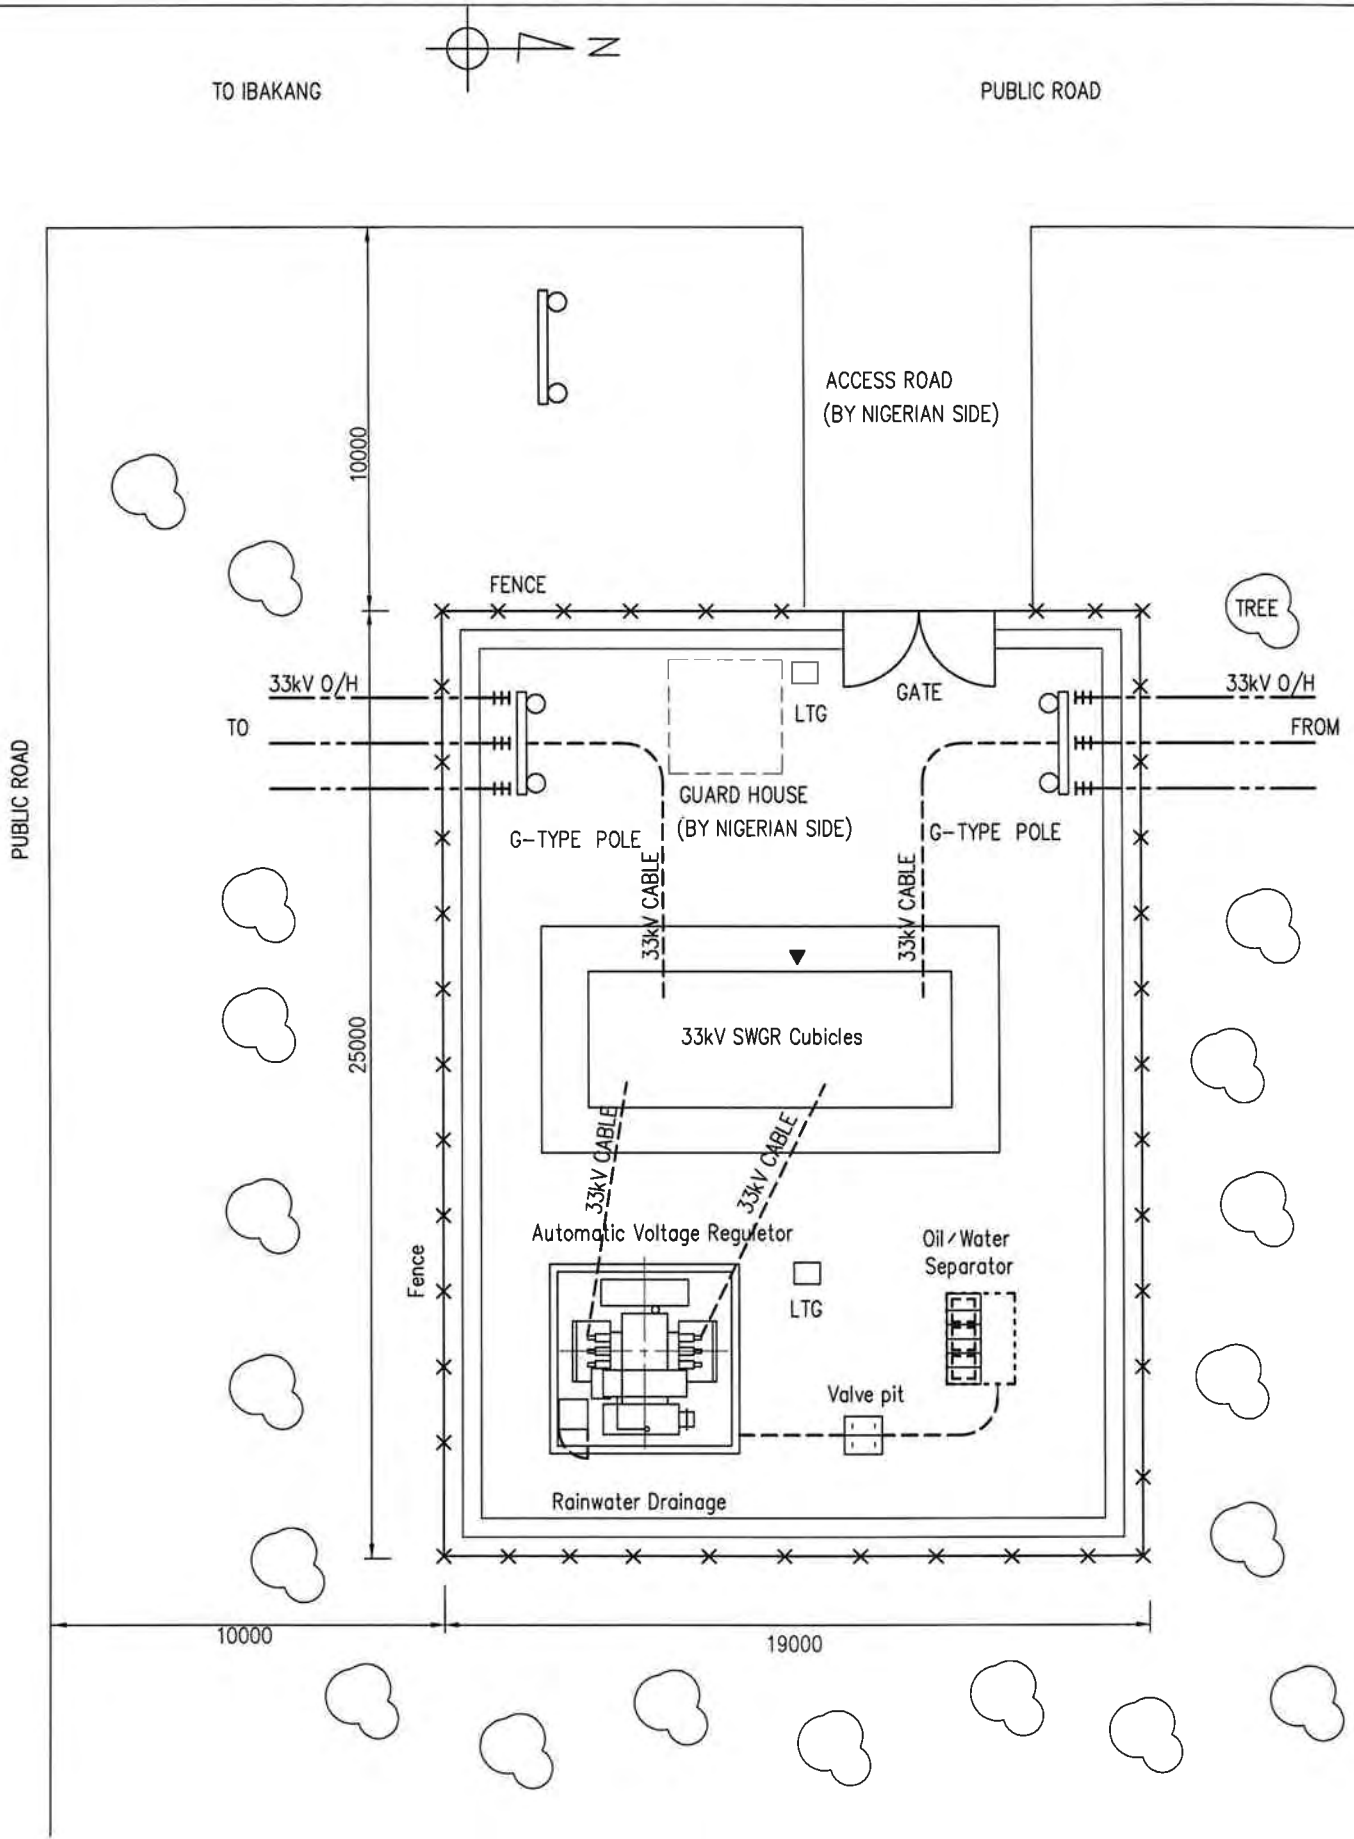 N
TO IBAKANG
PUBLIC ROAD
ACCESS ROAD
(BY NIGERIAN SIDE)
10000
FENCE
TREE
33kV O/H
LTG
GATE
33kV O/H
TO
FROM
PUBLIC ROAD
GUARD HOUSE
(BY NIGERIAN SIDE)
G-TYPE POLE
G-TYPE POLE
33kV CABLE
33kV CABLE
33kV SWGR Cubicles
25000
33kV CABLE
33kV CABLE
Automatic Voltage Reguletor
Oil/Water
Separator
Fence
LTG
Valve pit
Rainwater Drainage
10000
19000